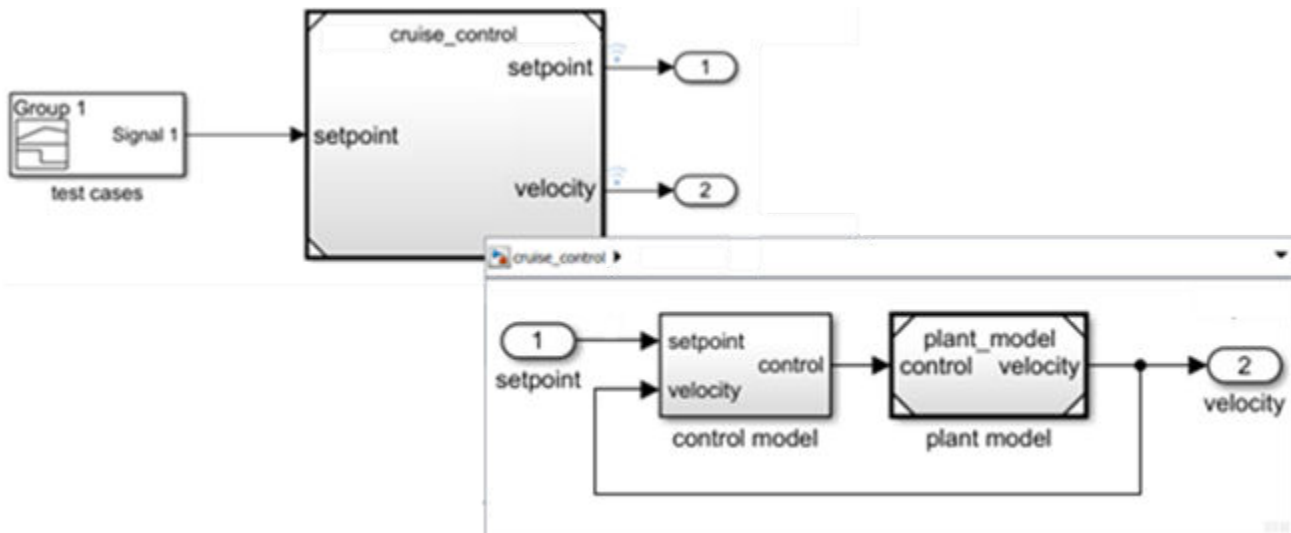 cruise_control
setpoint
1
Group 1
Signal 1
setpoint
test cases
velocity
2
cruise_control
1
setpoint
setpoint
velocity
control
control model
plant_model
control velocity
plant model
2
velocity